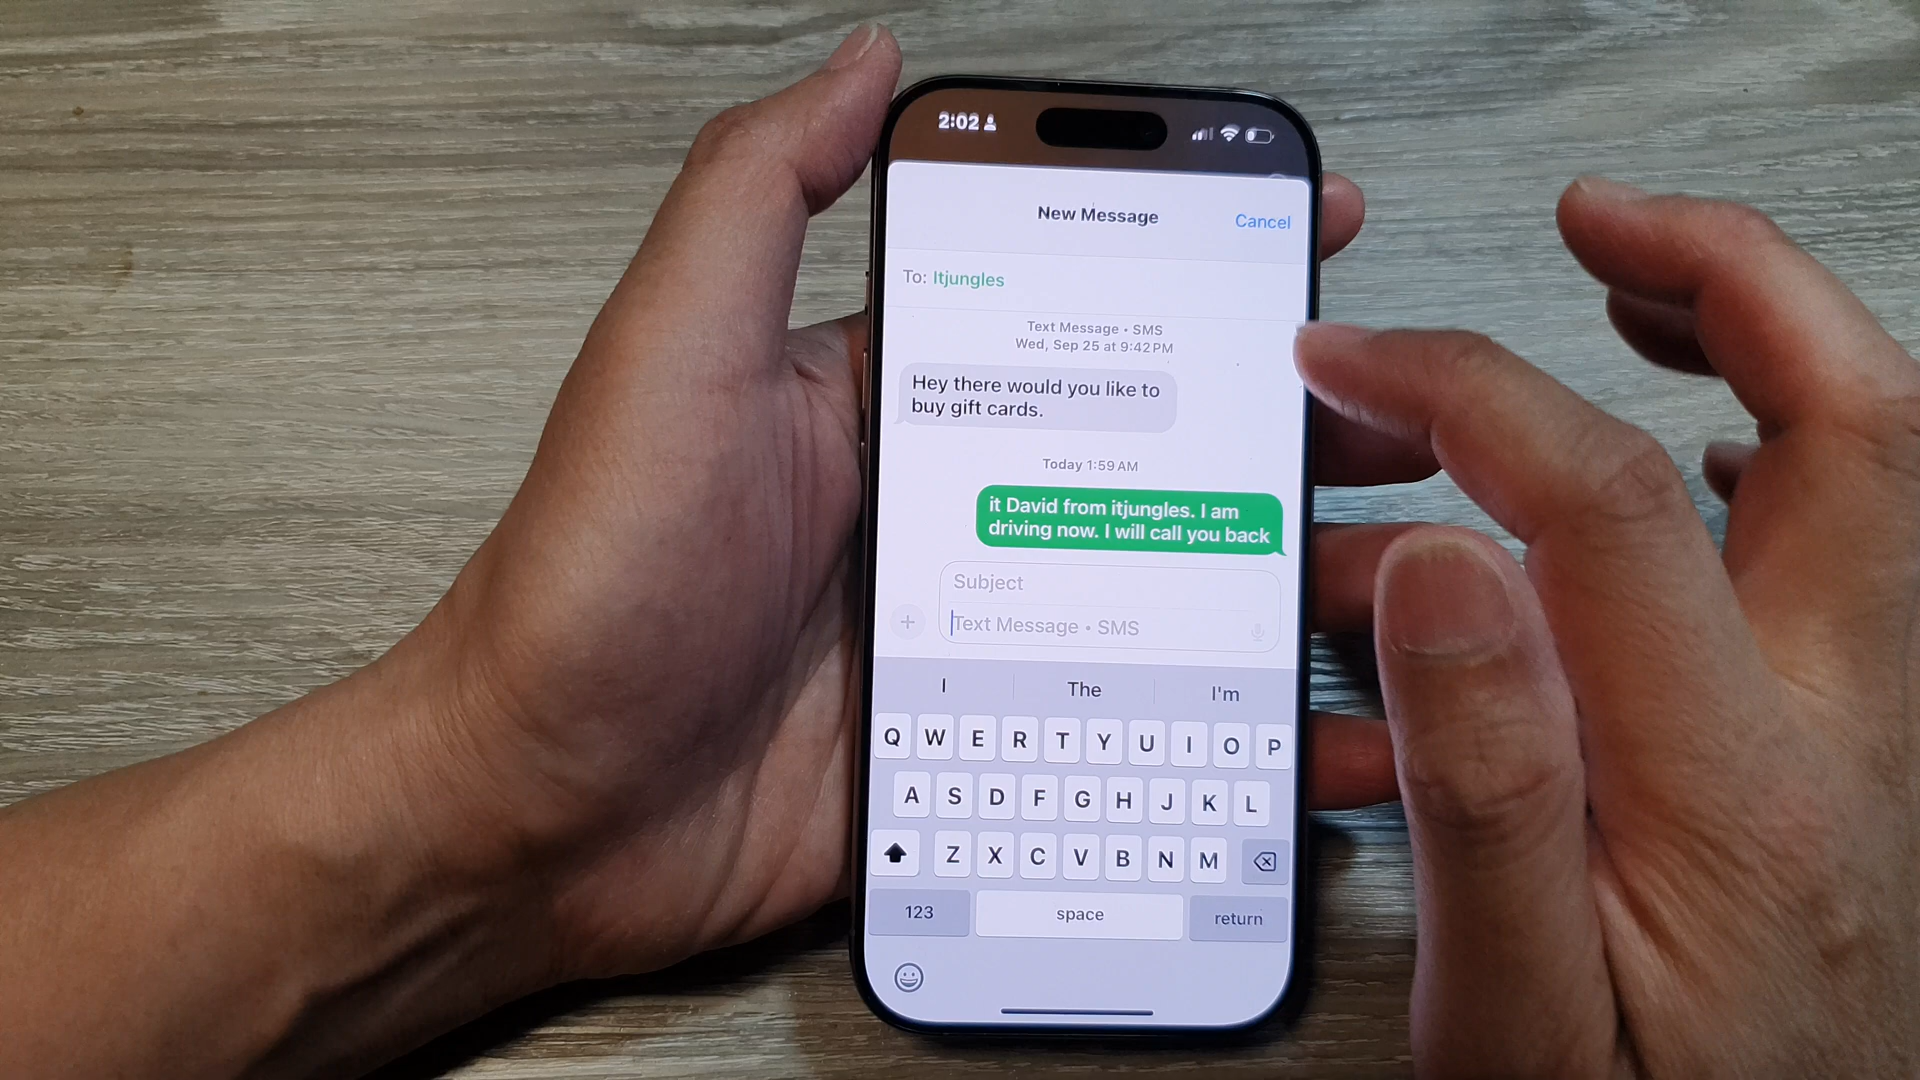 2:02
New Message
Cancel
To: Itjungles
Text Message • SMS
Wed, Sep 25 at 9:42 PM
Hey there would you like to
buy gift cards.
Today 1:59 AM
it David from itjungles. I am
driving now. I will call you back
Subject
Text Message • SMS
I The I'm
Q W E R T Y U I O P
A S D F G H J K L
Z X C V B N M
123 space return